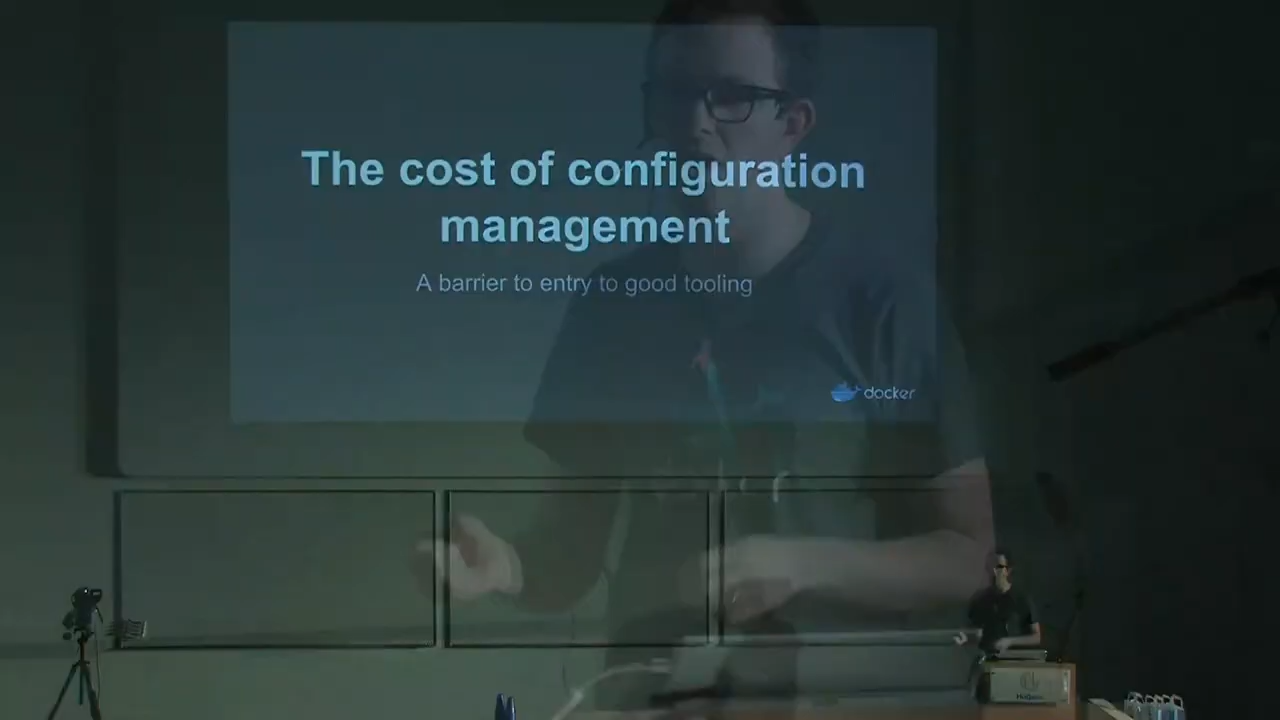 The cost of configuration
management
A barrier to entry to good tooling
docker